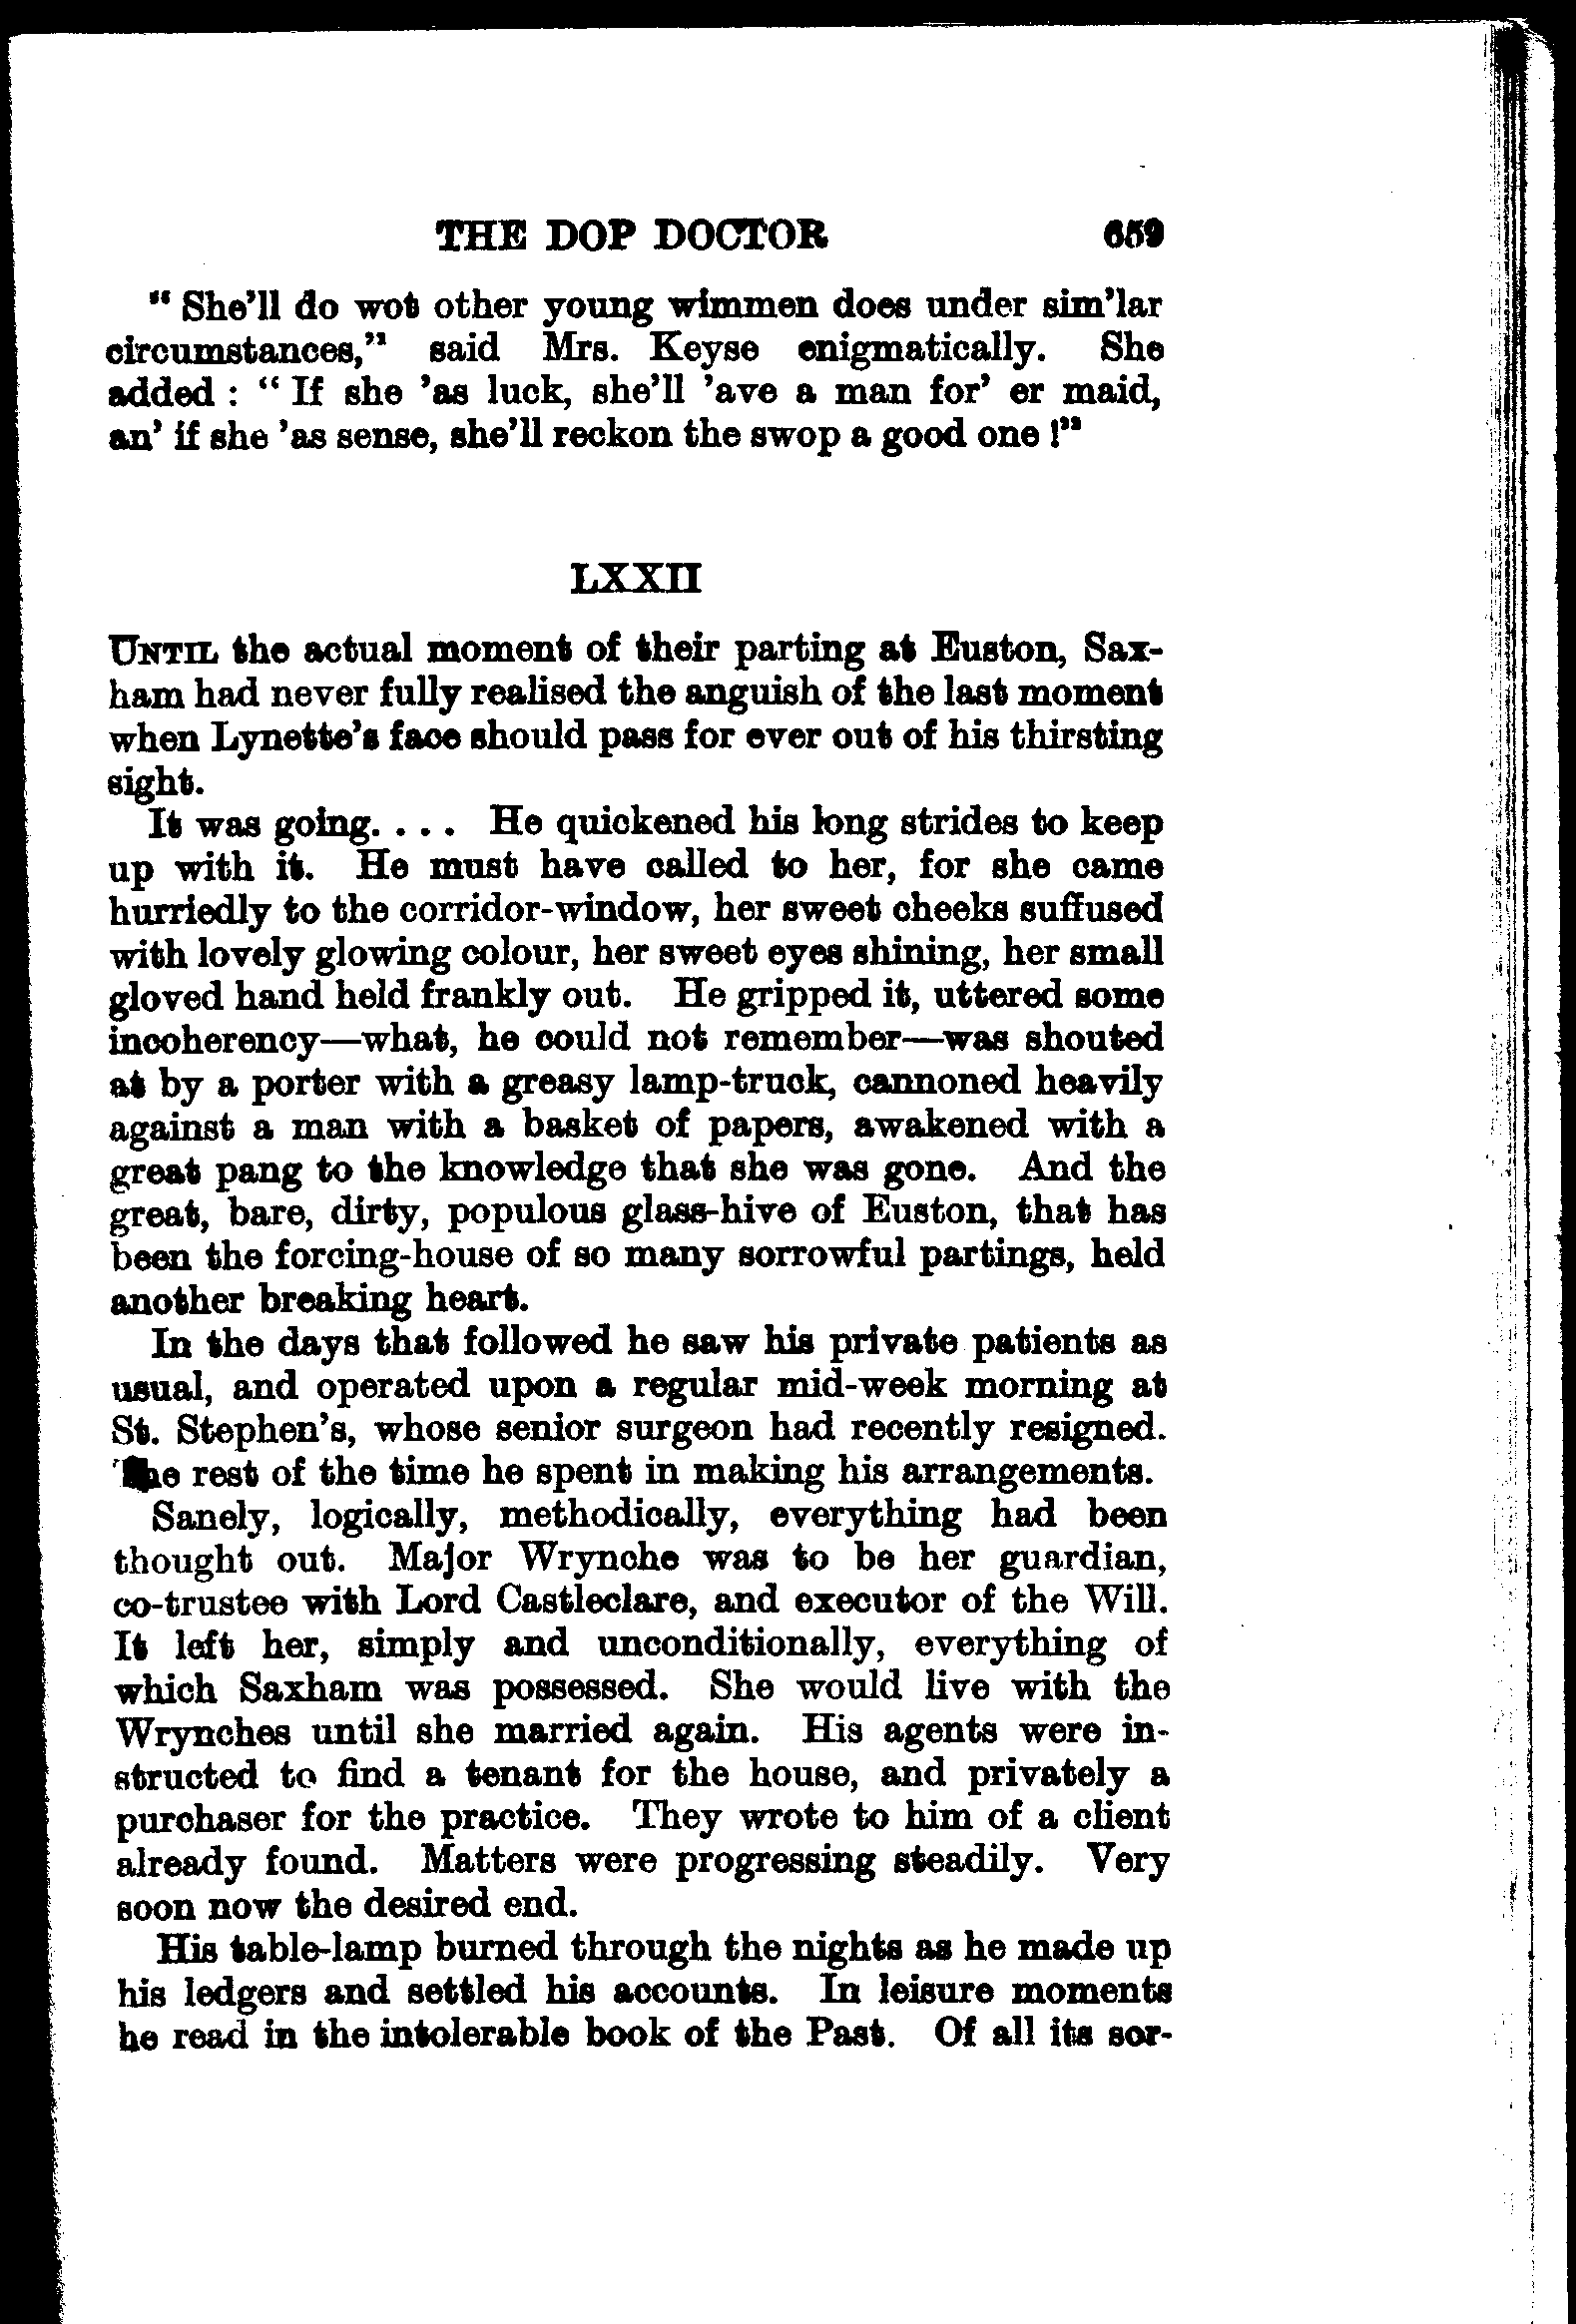 THE DOP DOCTOR 659
" She'll do wot other young wimmen does under sim'lar
circumstances," said Mrs. Keyse enigmatically. She
added : " If she 'as luck, she'll 'ave a man for' er maid,
an' if she 'as sense, she'll reckon the swop a good one !"
LXXII
UNTIL the actual moment of their parting at Euston, Sax-
ham had never fully realised the anguish of the last moment
when Lynette's face should pass for ever out of his thirsting
sight.
It was going. . . . He quickened his long strides to keep
up with it. He must have called to her, for she came
hurriedly to the corridor-window, her sweet cheeks suffused
with lovely glowing colour, her sweet eyes shining, her small
gloved hand held frankly out. He gripped it, uttered some
incoherency—what, he could not remember—was shouted
at by a porter with a greasy lamp-truck, cannoned heavily
against a man with a basket of papers, awakened with a
great pang to the knowledge that she was gone. And the
great, bare, dirty, populous glass-hive of Euston, that has
been the forcing-house of so many sorrowful partings, held
another breaking heart.
In the days that followed he saw his private patients as
usual, and operated upon a regular mid-week morning at
St. Stephen's, whose senior surgeon had recently resigned.
The rest of the time he spent in making his arrangements.
Sanely, logically, methodically, everything had been
thought out. Major Wrynche was to be her guardian,
co-trustee with Lord Castleclare, and executor of the Will.
It left her, simply and unconditionally, everything of
which Saxham was possessed. She would live with the
Wrynches until she married again. His agents were in-
structed to find a tenant for the house, and privately a
purchaser for the practice. They wrote to him of a client
already found. Matters were progressing steadily. Very
soon now the desired end.
His table-lamp burned through the nights as he made up
his ledgers and settled his accounts. In leisure moments
he read in the intolerable book of the Past. Of all its sor-